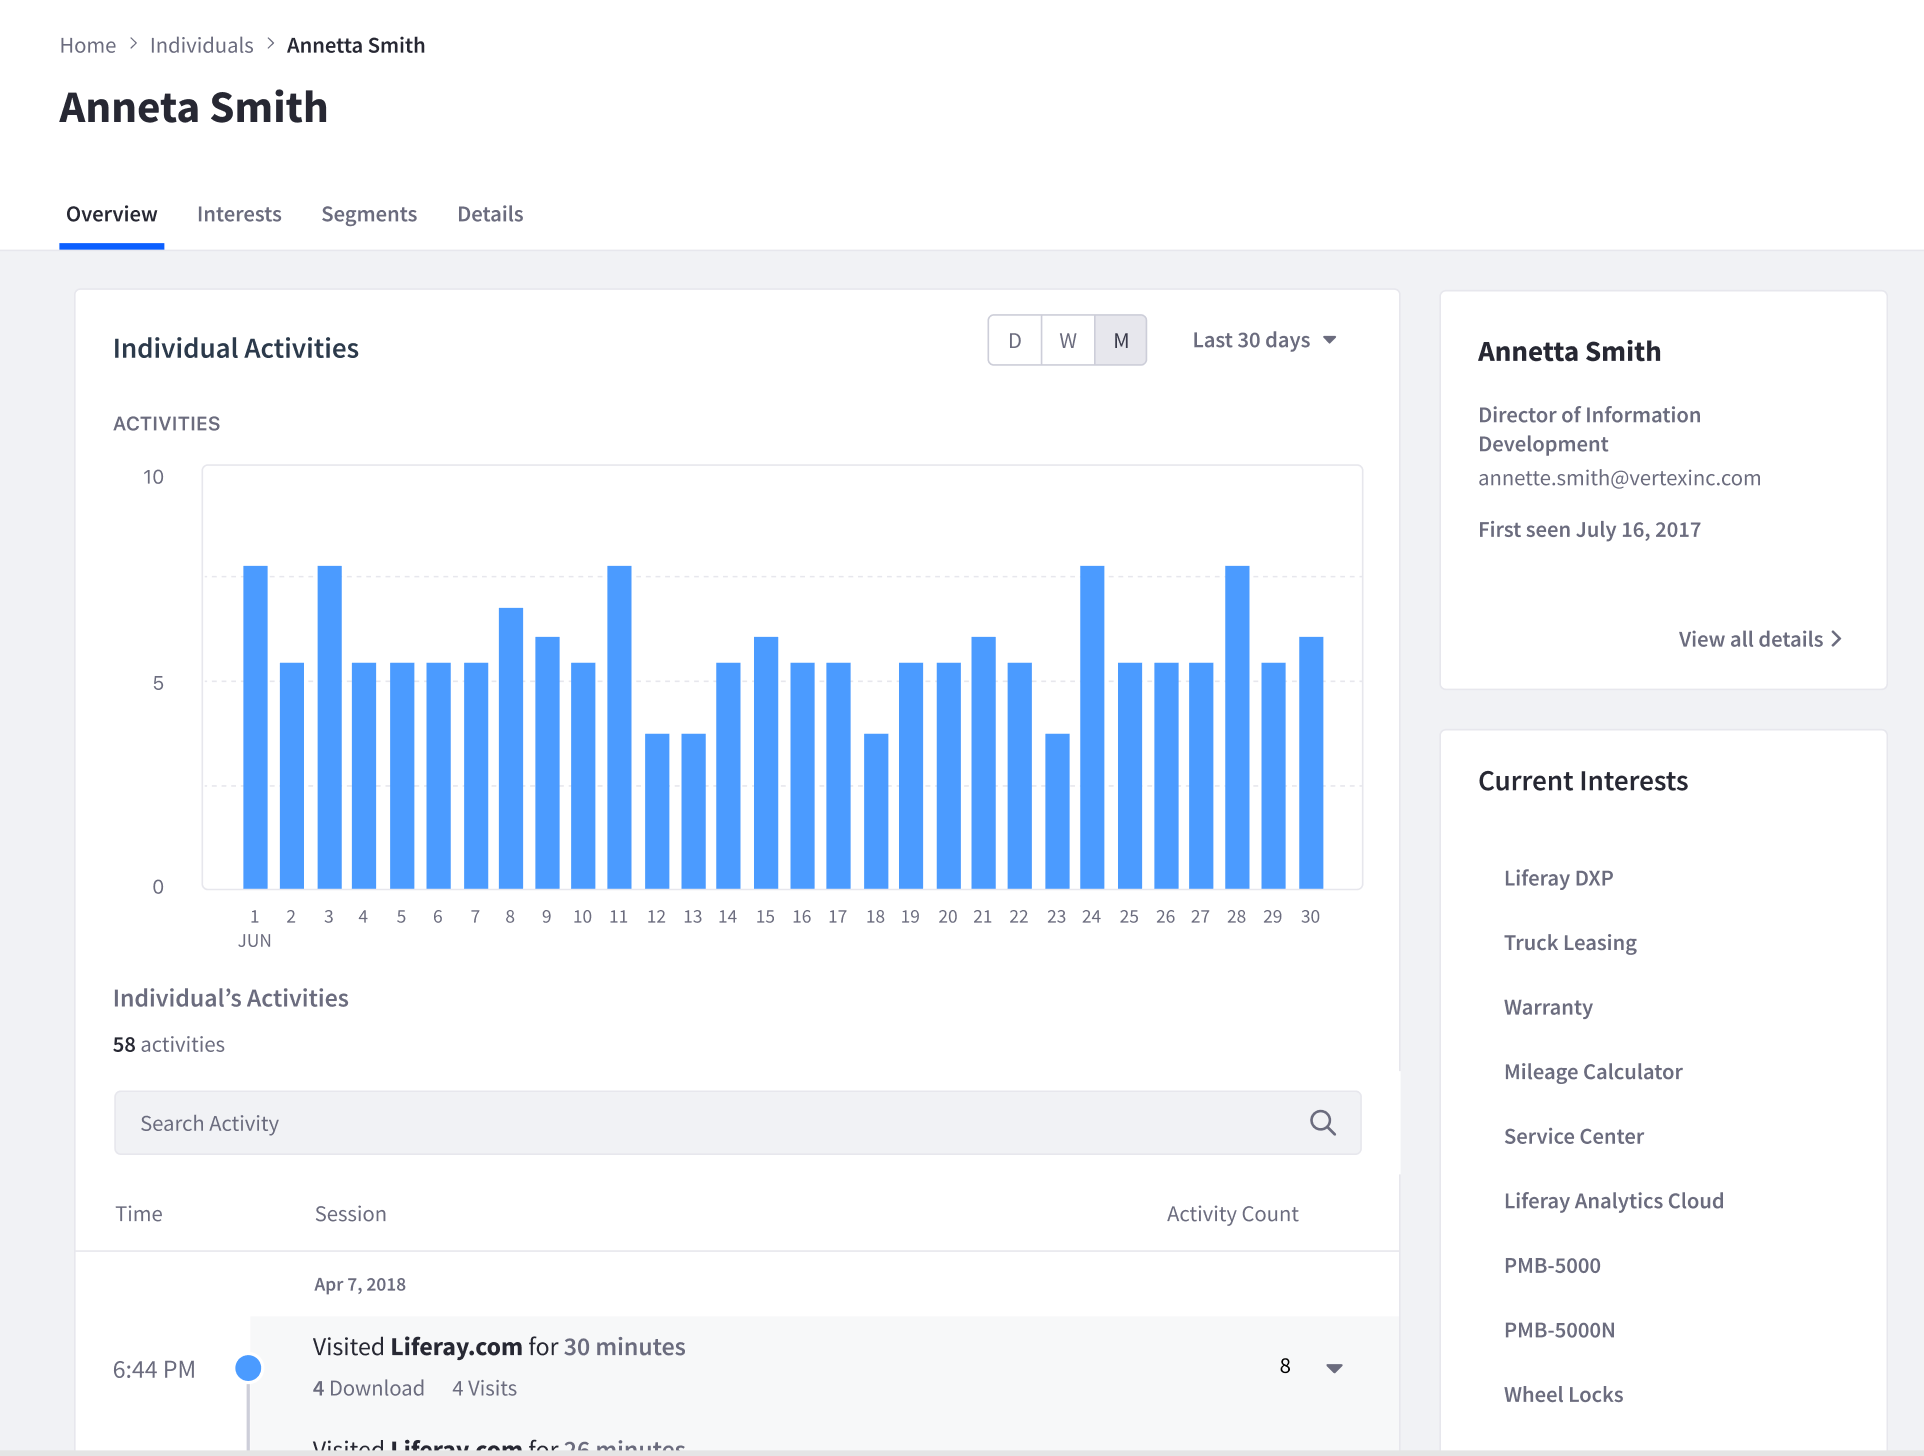 Home > Individuals > Annetta Smith
Anneta Smith
Overview Interests Segments Details
Individual Activities
D W M Last 30 days
ACTIVITIES
10
5
0
1 2 3 4 5 6 7 8 9 10 11 12 13 14 15 16 17 18 19 20 21 22 23 24 25 26 27 28 29 30
JUN
Individual’s Activities
58 activities
Search Activity
Time Session Activity Count
Apr 7, 2018
6:44 PM
Visited Liferay.com for 30 minutes
4 Download 4 Visits
8
Visited Liferay.com for 26 minutes
Annetta Smith
Director of Information
Development
annette.smith@vertexinc.com
First seen July 16, 2017
View all details >
Current Interests
Liferay DXP
Truck Leasing
Warranty
Mileage Calculator
Service Center
Liferay Analytics Cloud
PMB-5000
PMB-5000N
Wheel Locks